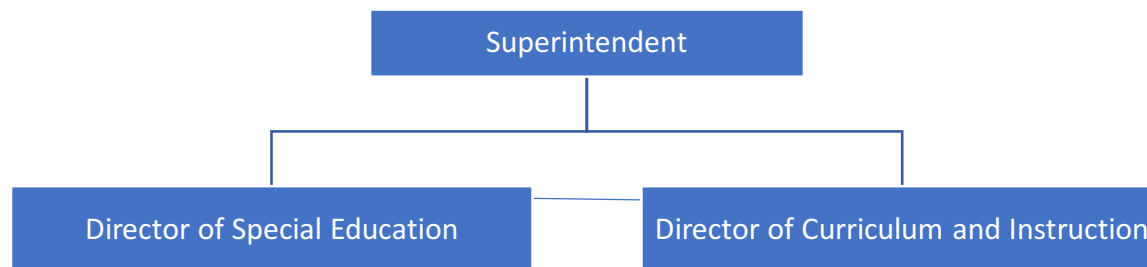 Superintendent
Director of Special Education
Director of Curriculum and Instruction